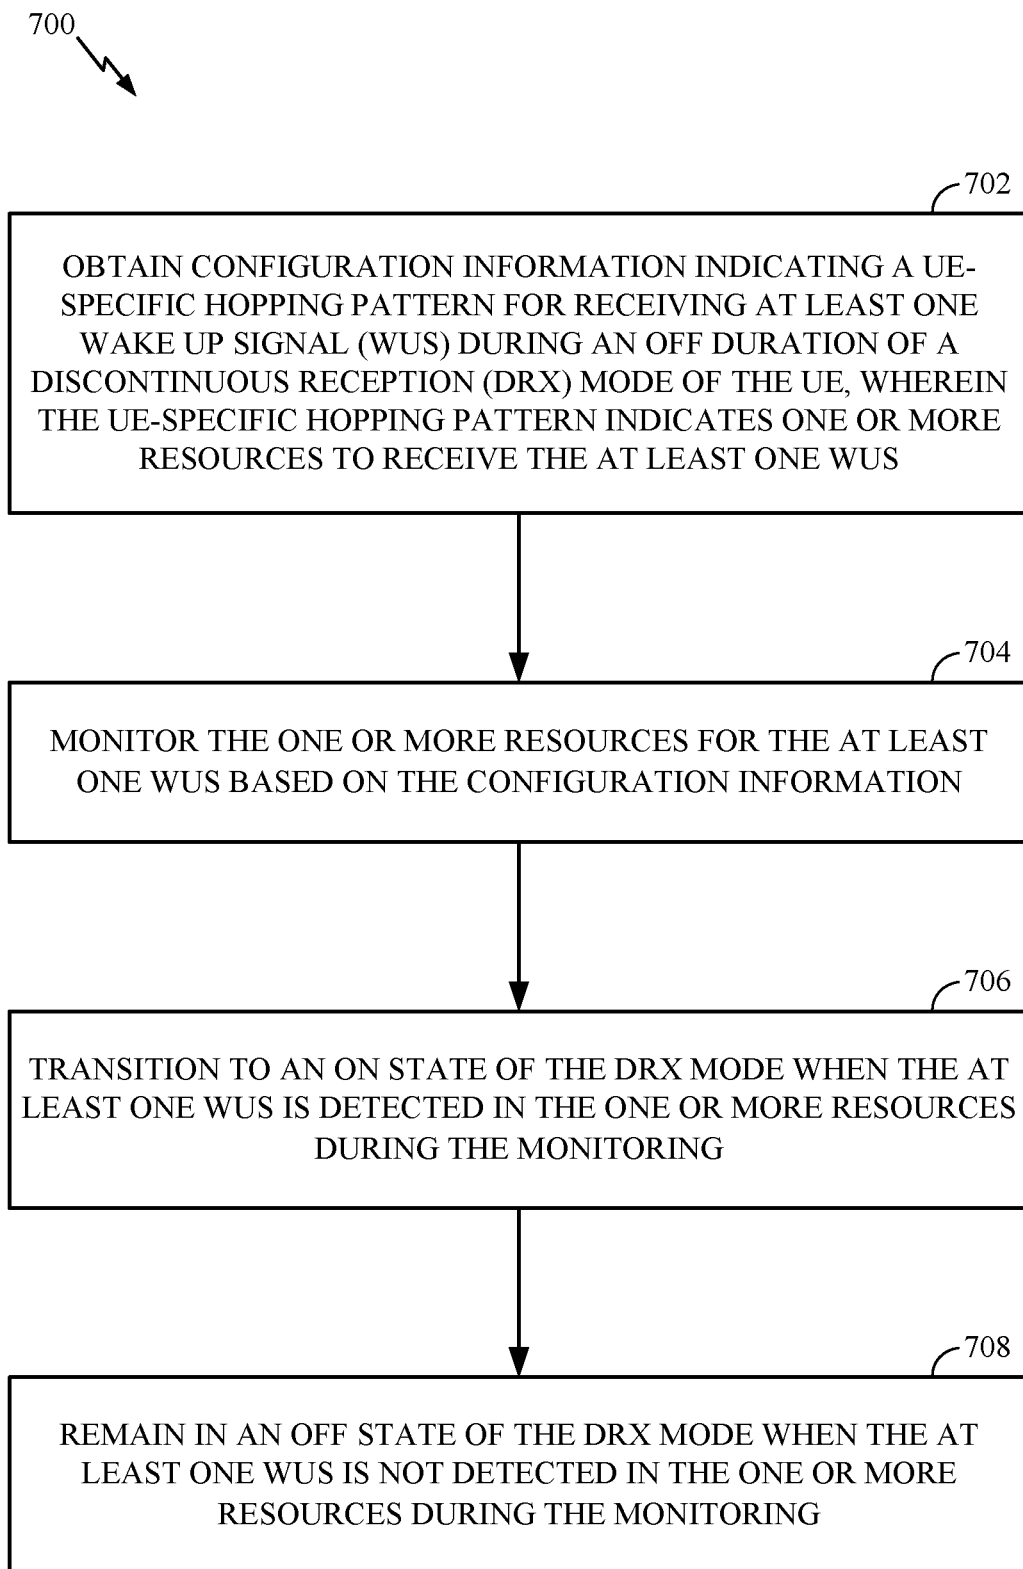 700
702
OBTAIN CONFIGURATION INFORMATION INDICATING A UE-
SPECIFIC HOPPING PATTERN FOR RECEIVING AT LEAST ONE
WAKE UP SIGNAL (WUS) DURING AN OFF DURATION OF A
DISCONTINUOUS RECEPTION (DRX) MODE OF THE UE, WHEREIN
THE UE-SPECIFIC HOPPING PATTERN INDICATES ONE OR MORE
RESOURCES TO RECEIVE THE AT LEAST ONE WUS
704
MONITOR THE ONE OR MORE RESOURCES FOR THE AT LEAST
ONE WUS BASED ON THE CONFIGURATION INFORMATION
706
TRANSITION TO AN ON STATE OF THE DRX MODE WHEN THE AT
LEAST ONE WUS IS DETECTED IN THE ONE OR MORE RESOURCES
DURING THE MONITORING
708
REMAIN IN AN OFF STATE OF THE DRX MODE WHEN THE AT
LEAST ONE WUS IS NOT DETECTED IN THE ONE OR MORE
RESOURCES DURING THE MONITORING